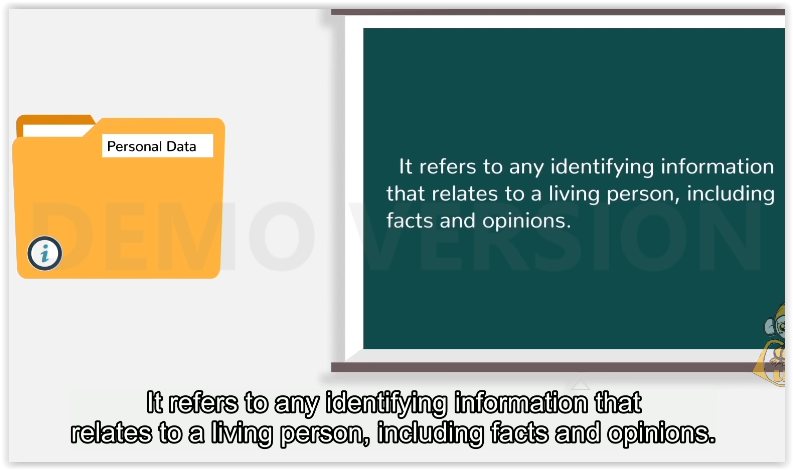 Personal Data
It refers to any identifying information
that relates to a living person, including
facts and opinions.
i
DEMO VERSION
It refers to any identifying information that
relates to a living person, including facts and opinions.